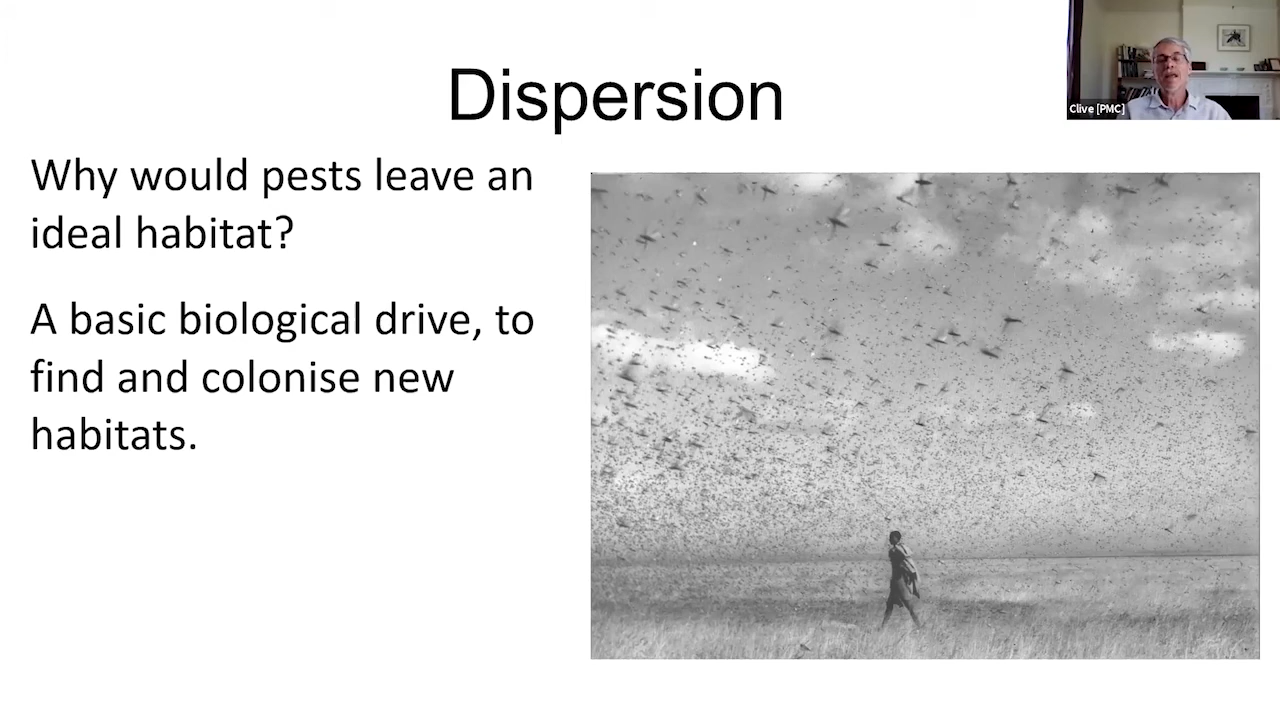 Dispersion
Clive [PMC]
Why would pests leave an
ideal habitat?
A basic biological drive, to
find and colonise new
habitats.